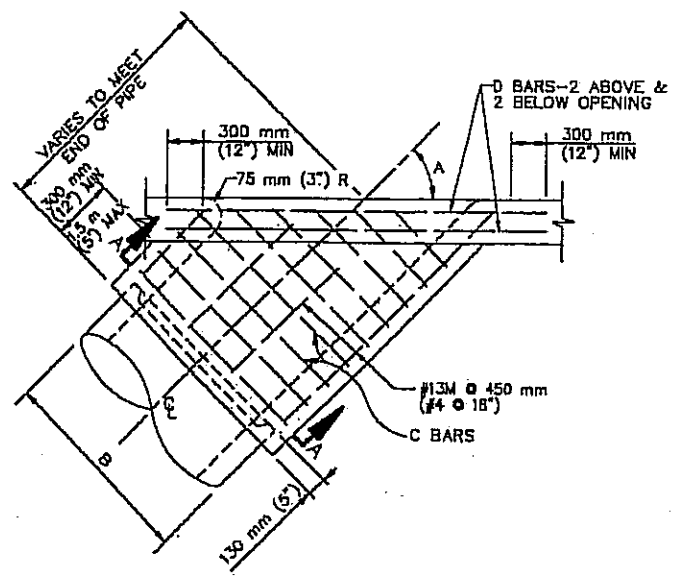 VARIES TO MEET
END OF PIPE
300 mm
(12") MIN
1.5 m
(5') MAX
A
300 mm
(12") MIN
75 mm (3") R
A
D BARS-2 ABOVE &
2 BELOW OPENING
300 mm
(12") MIN
#13M @ 450 mm
(#4 @ 18")
C BARS
A
B
℄
130 mm (5")